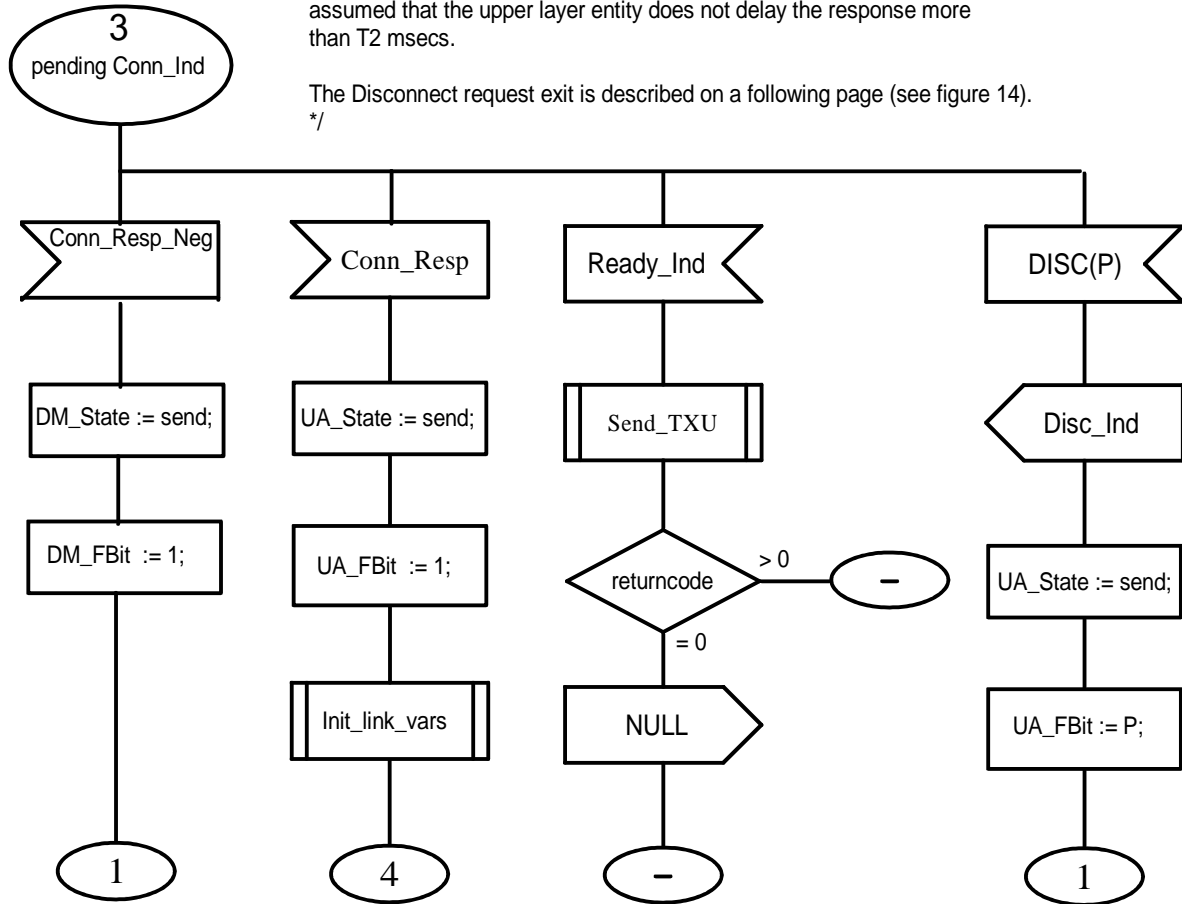 assumed that the upper layer entity does not delay the response more
than T2 msecs.
The Disconnect request exit is described on a following page (see figure 14).
*/
3
pending Conn_Ind
Conn_Resp_Neg
Conn_Resp
Ready_Ind
DISC(P)
DM_State := send;
UA_State := send;
Send_TXU
Disc_Ind
DM_FBit := 1;
UA_FBit := 1;
returncode
> 0
–
UA_State := send;
= 0
Init_link_vars
NULL
UA_FBit := P;
1
4
–
1